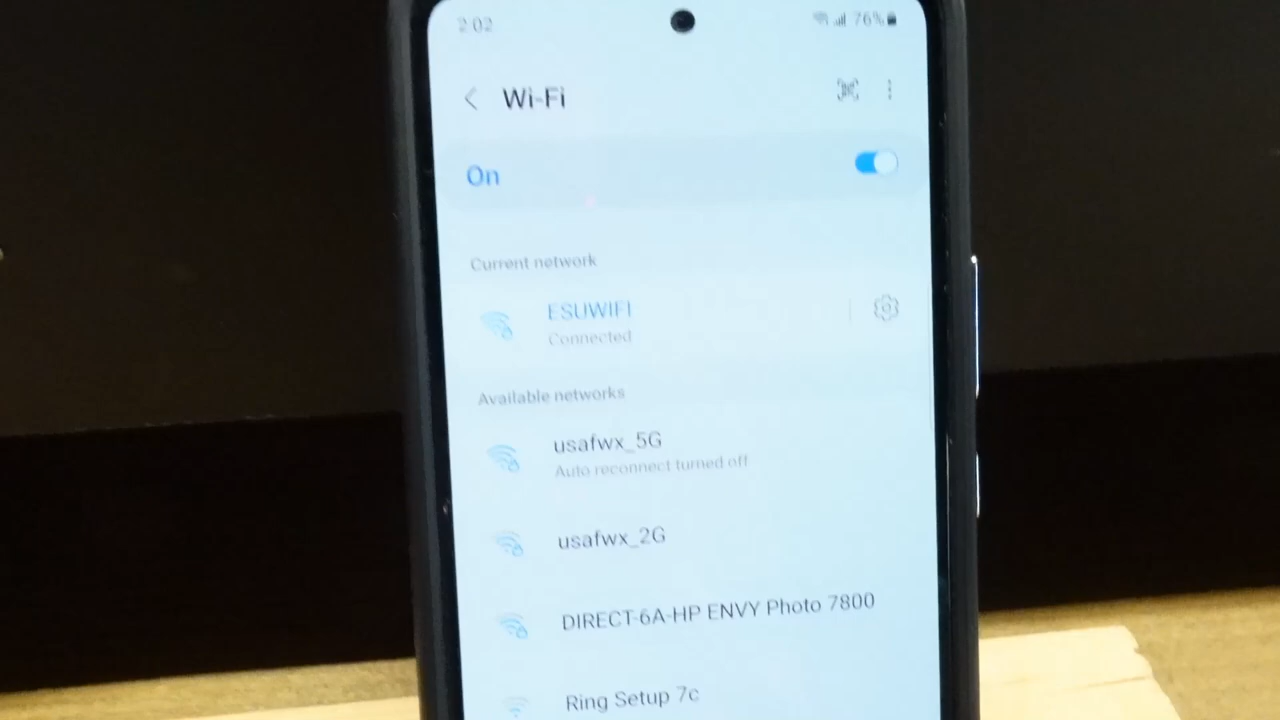 2:02 76%
Wi-Fi
On
Current network
ESUWIFI
Connected
Available networks
usafwx_5G
Auto reconnect turned off
usafwx_2G
DIRECT-6A-HP ENVY Photo 7800
Ring Setup 7c